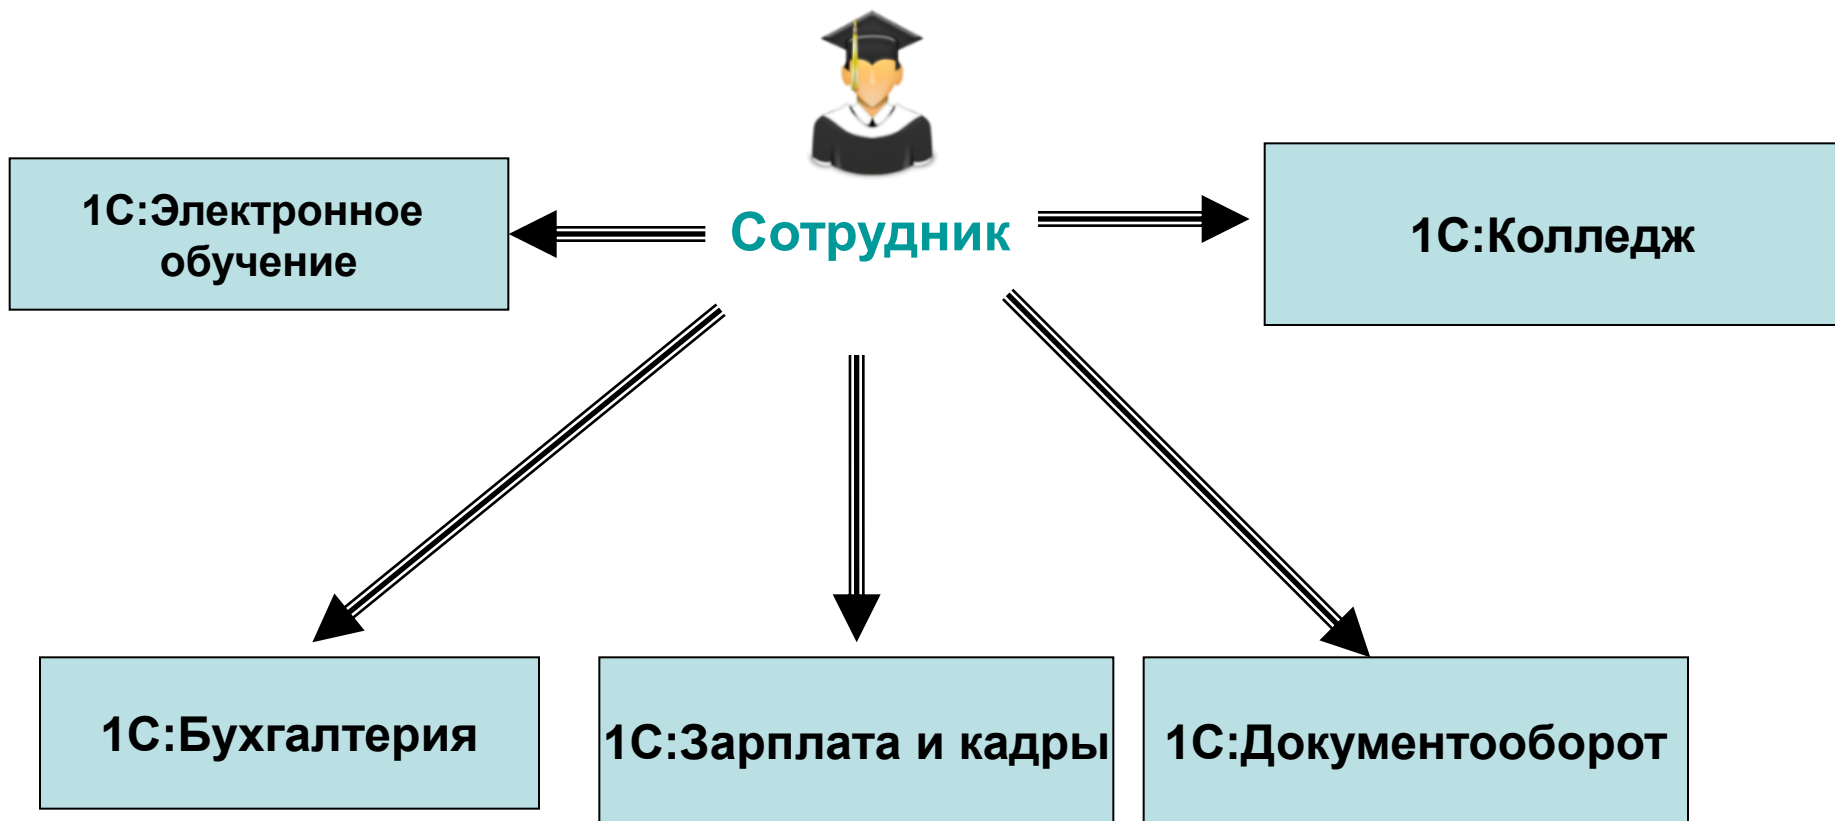 1С:Электронное
обучение
Сотрудник
1С:Колледж
1С:Бухгалтерия
1С:Зарплата и кадры
1С:Документооборот